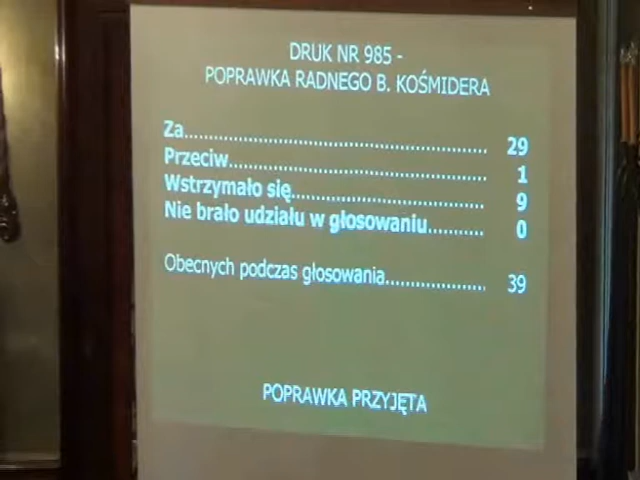 DRUK NR 985 -
POPRAWKA RADNEGO B. KOŚMIDERA
Za.......................................................... 29
Przeciw.................................................. 1
Wstrzymało się..................................... 9
Nie brało udziału w głosowaniu........... 0
Obecnych podczas głosowania.................. 39
POPRAWKA PRZYJĘTA